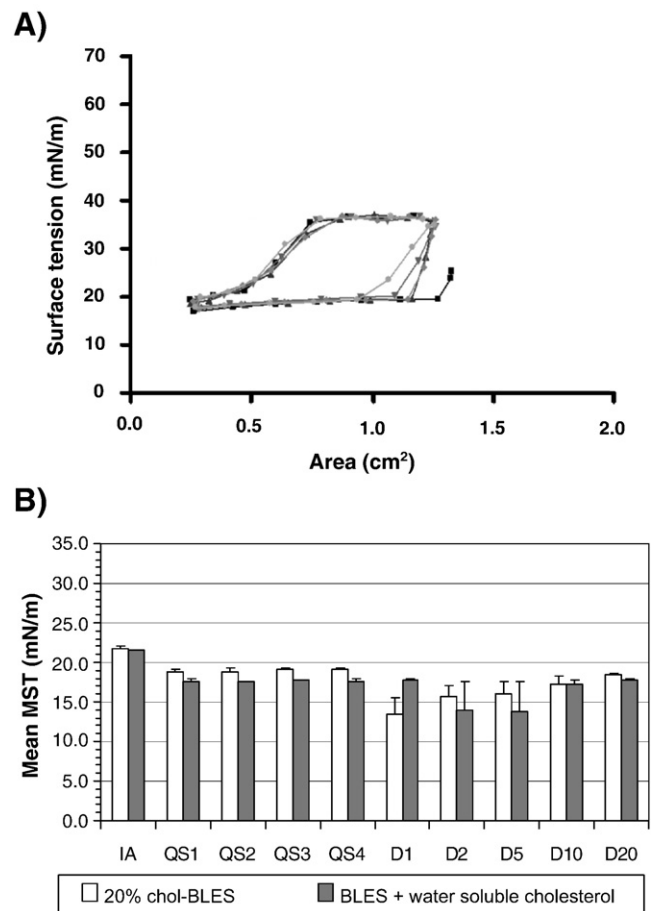 A)
70
60
50
40
30
20
10
0
Surface tension (mN/m)
0.0 0.5 1.0 1.5 2.0
Area (cm²)
B)
35.0
30.0
25.0
20.0
15.0
10.0
5.0
0.0
Mean MST (mN/m)
IA QS1 QS2 QS3 QS4 D1 D2 D5 D10 D20
20% chol-BLES BLES + water soluble cholesterol